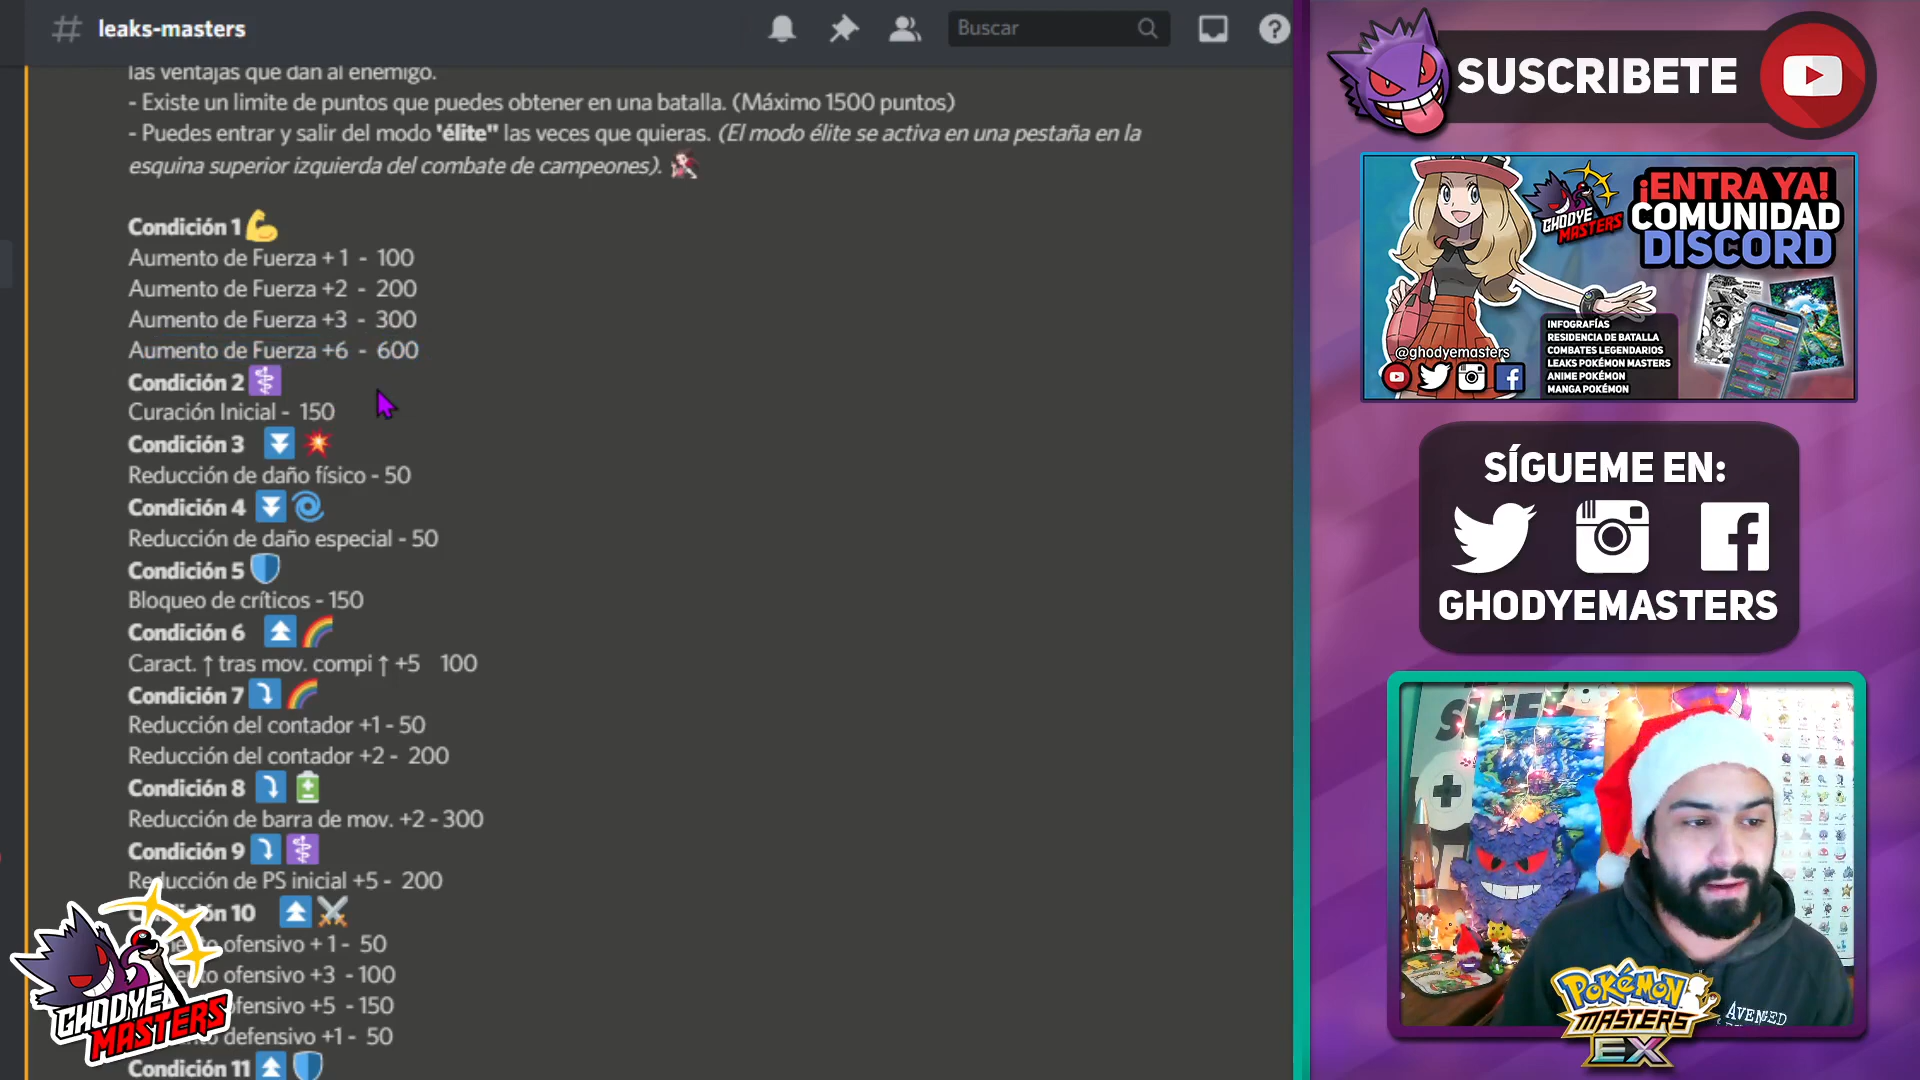 # leaks-masters
Buscar
las ventajas que dan al enemigo.
- Existe un limite de puntos que puedes obtener en una batalla. (Máximo 1500 puntos)
- Puedes entrar y salir del modo 'élite" las veces que quieras. (El modo élite se activa en una pestaña en la
esquina superior izquierda del combate de campeones).
Condición 1
Aumento de Fuerza + 1 - 100
Aumento de Fuerza +2 - 200
Aumento de Fuerza +3 - 300
Aumento de Fuerza +6 - 600
Condición 2
Curación Inicial - 150
Condición 3
Reducción de daño físico - 50
Condición 4
Reducción de daño especial - 50
Condición 5
Bloqueo de críticos - 150
Condición 6
Caract. ↑ tras mov. compi ↑ +5 100
Condición 7
Reducción del contador +1 - 50
Reducción del contador +2 - 200
Condición 8
Reducción de barra de mov. +2 - 300
Condición 9
Reducción de PS inicial +5 - 200
10
ofensivo + 1 - 50
ofensivo +3 - 100
ofensivo +5 - 150
defensivo +1 - 50
Condición 11
GHODYE
MASTERS
SUSCRIBETE
¡ENTRA YA!
COMUNIDAD
DISCORD
GHODYE
MASTERS
INFOGRAFÍAS
RESIDENCIA DE BATALLA
COMBATES LEGENDARIOS
LEAKS POKÉMON MASTERS
ANIME POKÉMON
MANGA POKÉMON
@ghodyemasters
SÍGUEME EN:
GHODYEMASTERS
SLEEP
POKéMON
MASTERS
EX
AVENGED